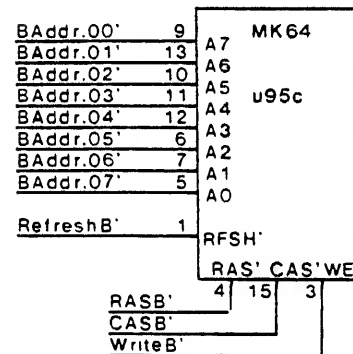 BAddr.00' 9 MK64
BAddr.01' 13 A7
BAddr.02' 10 A6
BAddr.03' 11 A5 u95c
BAddr.04' 12 A4
BAddr.05' 6 A3
BAddr.06' 7 A2
BAddr.07' 5 A1
A0
RefreshB' 1
RFSH'
RAS' CAS' WE
4 15 3
RASB'
CASB'
WriteB'